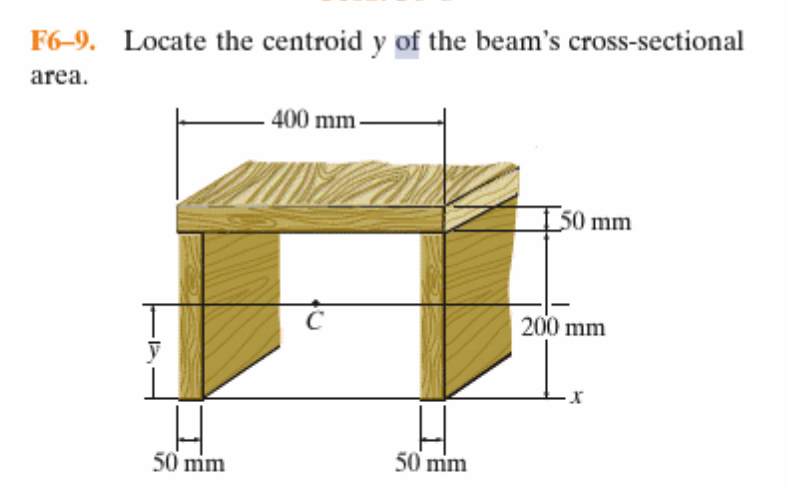 F6–9. Locate the centroid y of the beam's cross-sectional
area.
400 mm
50 mm
C
200 mm
y
x
50 mm
50 mm